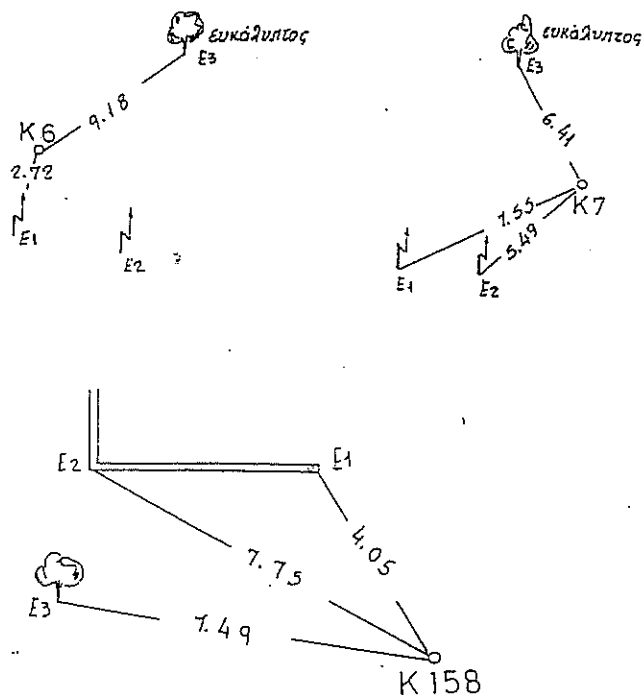 ευκάλυπτος
E3
9.18
K6
2.72
E1
E2
ευκάλυπτος
E3
6.41
K7
7.55
5.49
E1
E2
E2
E1
4.05
7.75
E3
7.49
K158